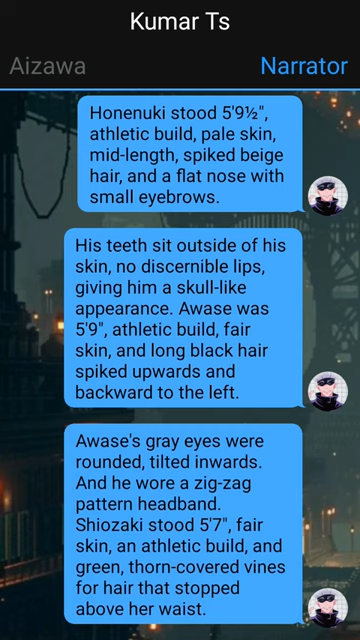 Kumar Ts
Aizawa Narrator
Honenuki stood 5'9½",
athletic build, pale skin,
mid-length, spiked beige
hair, and a flat nose with
small eyebrows.
His teeth sit outside of his
skin, no discernible lips,
giving him a skull-like
appearance. Awase was
5'9", athletic build, fair
skin, and long black hair
spiked upwards and
backward to the left.
Awase's gray eyes were
rounded, tilted inwards.
And he wore a zig-zag
pattern headband.
Shiozaki stood 5'7", fair
skin, an athletic build, and
green, thorn-covered vines
for hair that stopped
above her waist.